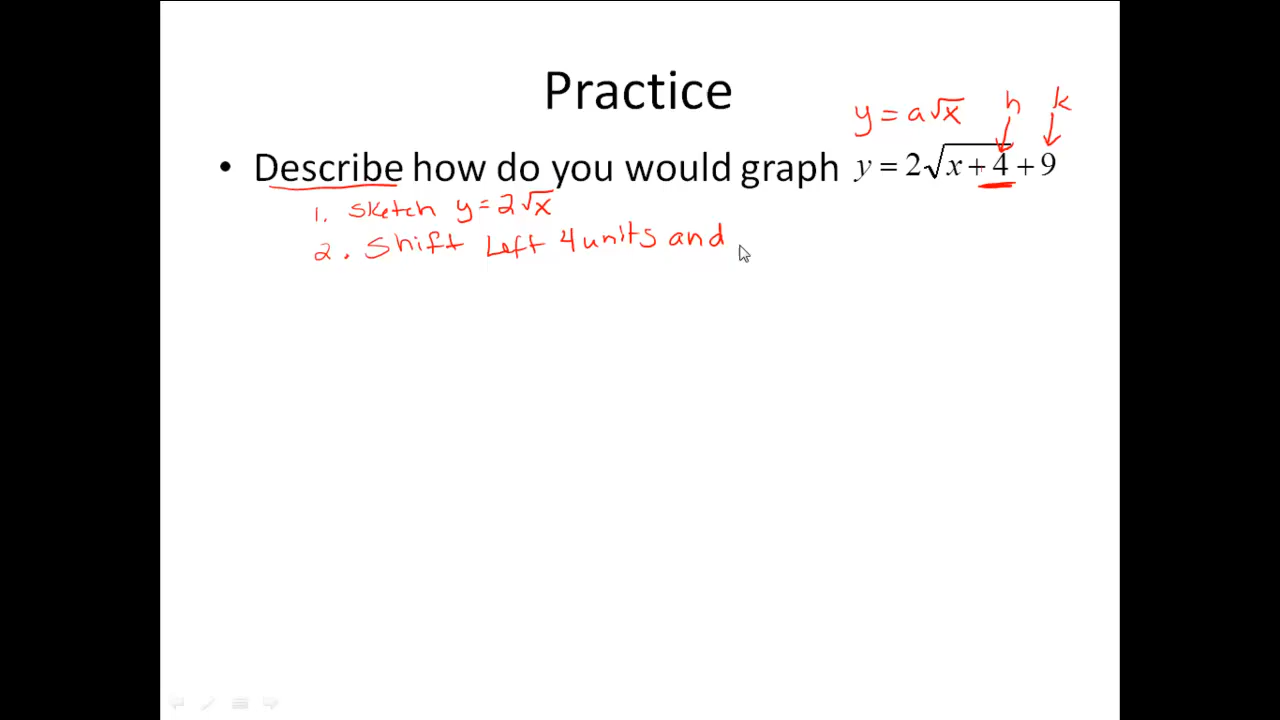 Practice
y = a√x h k
• Describe how do you would graph y = 2√x + 4 + 9
1. Sketch y = 2√x
2. Shift Left 4 units and